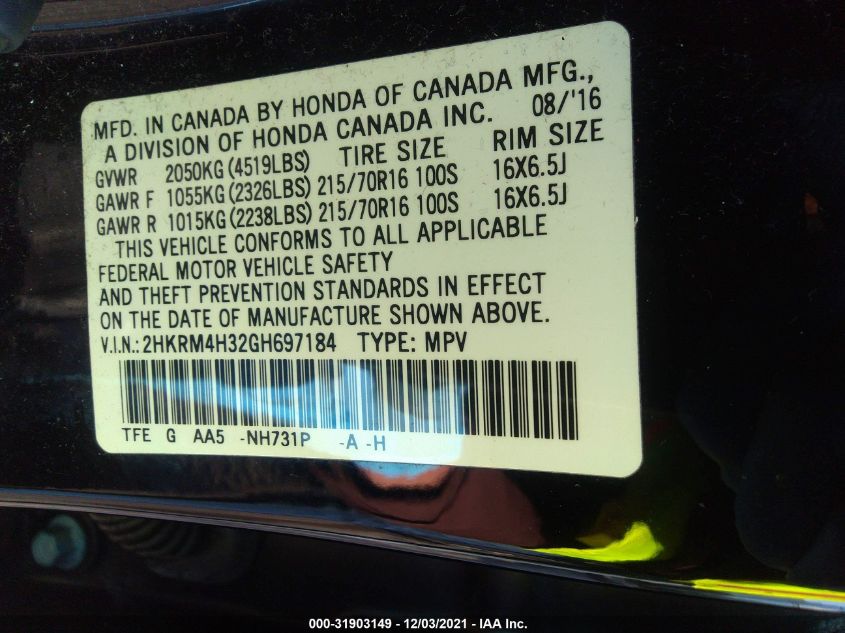 MFD. IN CANADA BY HONDA OF CANADA MFG.,
A DIVISION OF HONDA CANADA INC. 08/'16
GVWR 2050KG (4519LBS) TIRE SIZE RIM SIZE
GAWR F 1055KG (2326LBS) 215/70R16 100S 16X6.5J
GAWR R 1015KG (2238LBS) 215/70R16 100S 16X6.5J
THIS VEHICLE CONFORMS TO ALL APPLICABLE
FEDERAL MOTOR VEHICLE SAFETY
AND THEFT PREVENTION STANDARDS IN EFFECT
ON THE DATE OF MANUFACTURE SHOWN ABOVE.
V.I.N.: 2HKRM4H32GH697184 TYPE: MPV
TFE G AA5 -NH731P -A -H
000-31903149 - 12/03/2021 - IAA Inc.